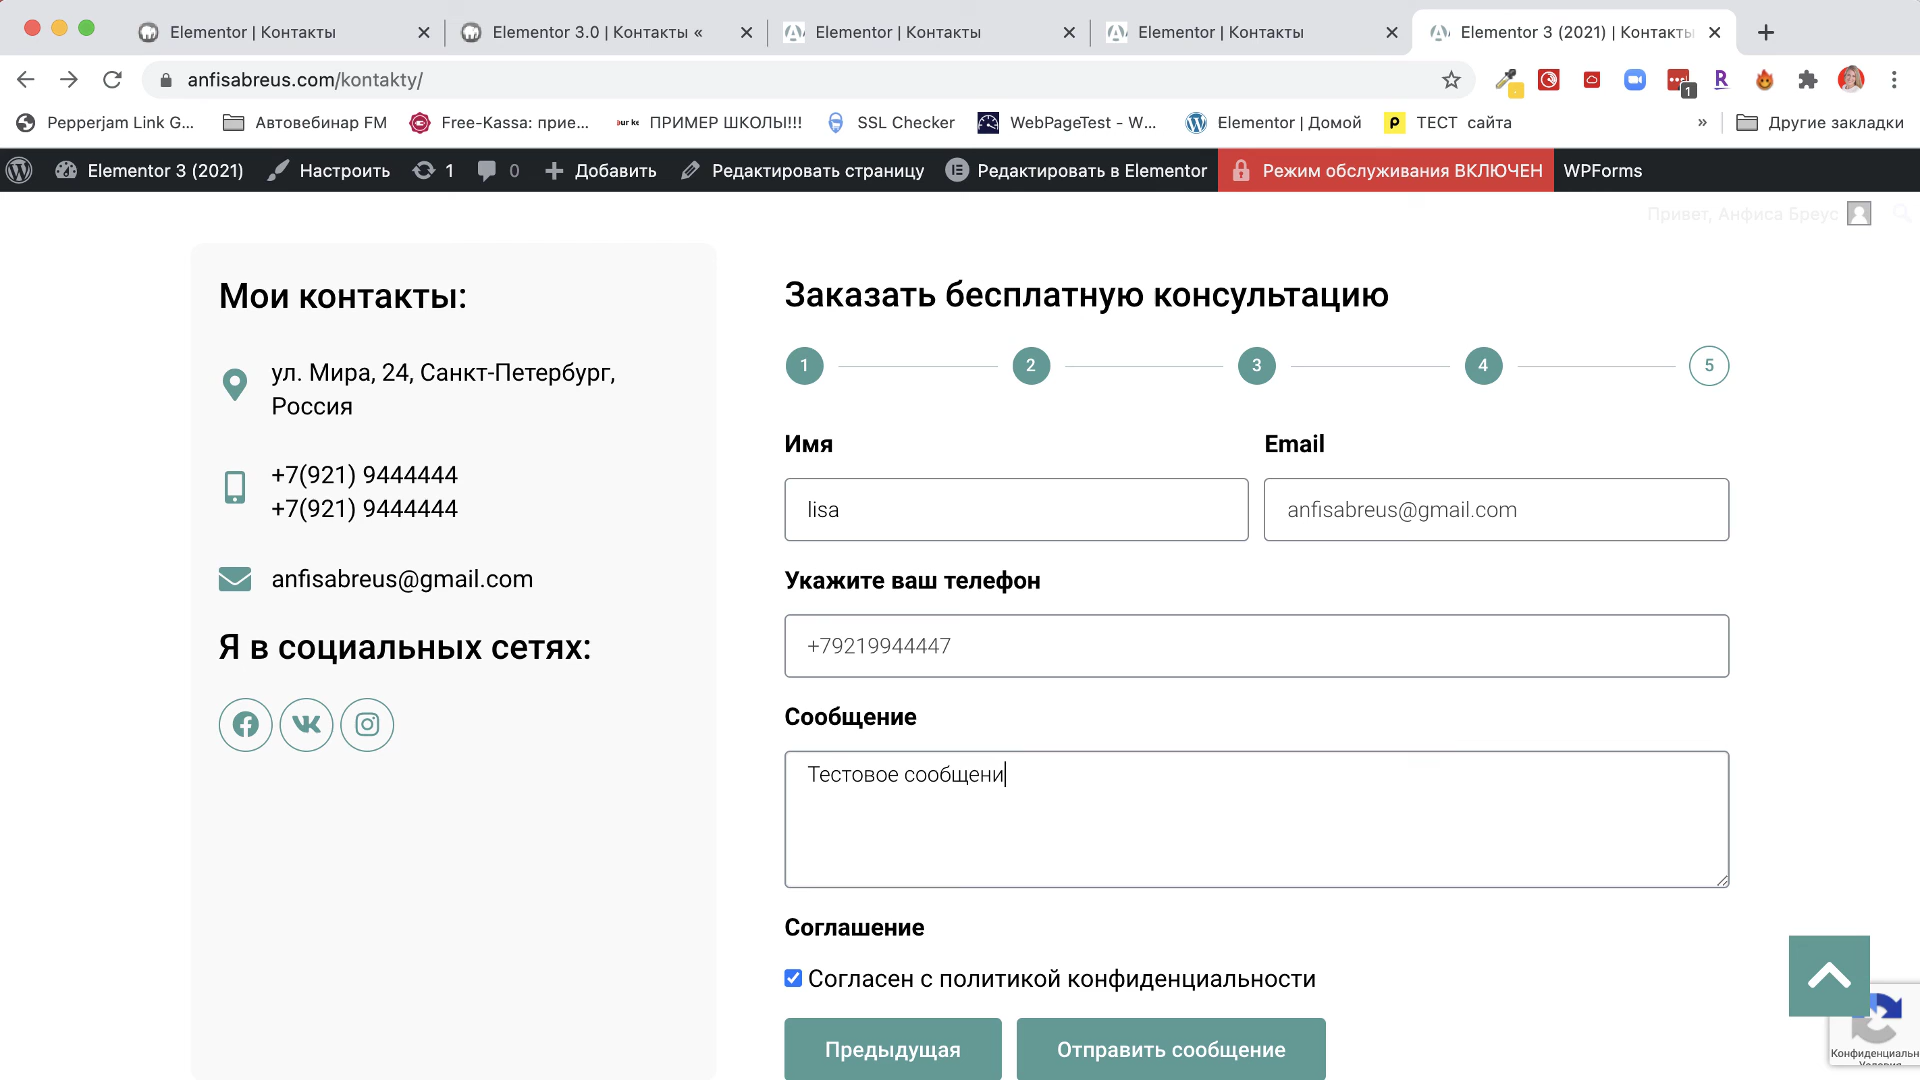 Elementor | Контакты
Elementor 3.0 | Контакты «
Elementor | Контакты
Elementor | Контакты
Elementor 3 (2021) | Контакты
anfisabreus.com/kontakty/
1
R
Pepperjam Link G...
Автовебинар FM
Free-Kassa: прие...
ПРИМЕР ШКОЛЫ!!!
SSL Checker
WebPageTest - W...
Elementor | Домой
ТЕСТ сайта
»
Другие закладки
Elementor 3 (2021)
Настроить
1
0
Добавить
Редактировать страницу
Редактировать в Elementor
Режим обслуживания ВКЛЮЧЕН
WPForms
Привет, Анфиса Бреус
Мои контакты:
ул. Мира, 24, Санкт-Петербург,
Россия
+7(921) 9444444
+7(921) 9444444
anfisabreus@gmail.com
Я в социальных сетях:
Заказать бесплатную консультацию
1
2
3
4
5
Имя
Email
lisa
anfisabreus@gmail.com
Укажите ваш телефон
+79219944447
Сообщение
Тестовое сообщени
Соглашение
Согласен с политикой конфиденциальности
Предыдущая
Отправить сообщение
Конфиденциальн